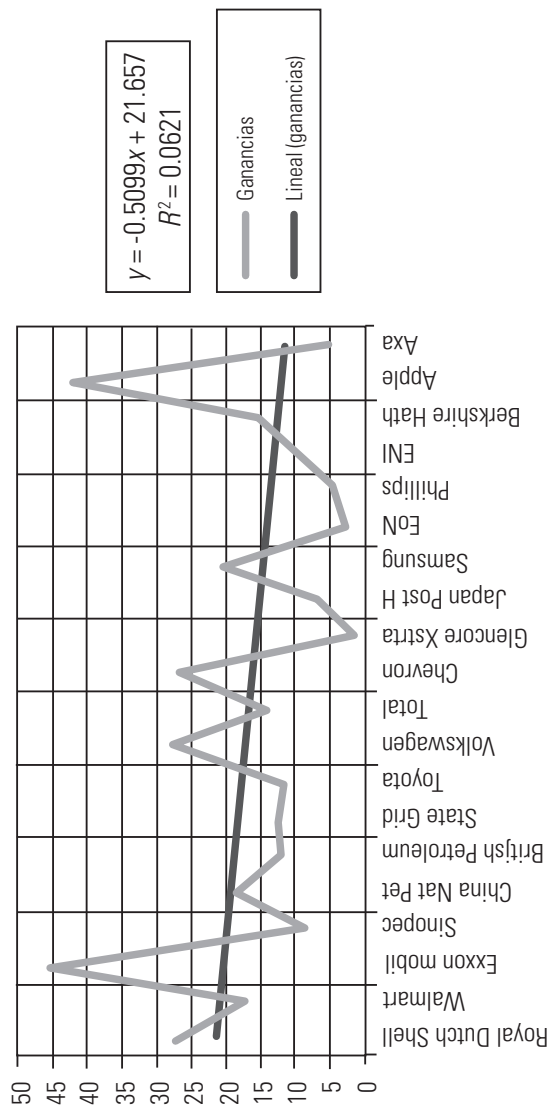 y = -0.5099x + 21.657
R² = 0.0621
Ganancias
Lineal (ganancias)
50
45
40
35
30
25
20
15
10
5
0
Royal Dutch Shell
Walmart
Exxon mobil
Sinopec
China Nat Pet
Britjsh Petroleum
State Grid
Toyota
Volkswagen
Total
Chevron
Glencore Xstrta
Japan Post H
Samsung
EoN
Phillips
ENI
Berkshire Hath
Apple
Axa